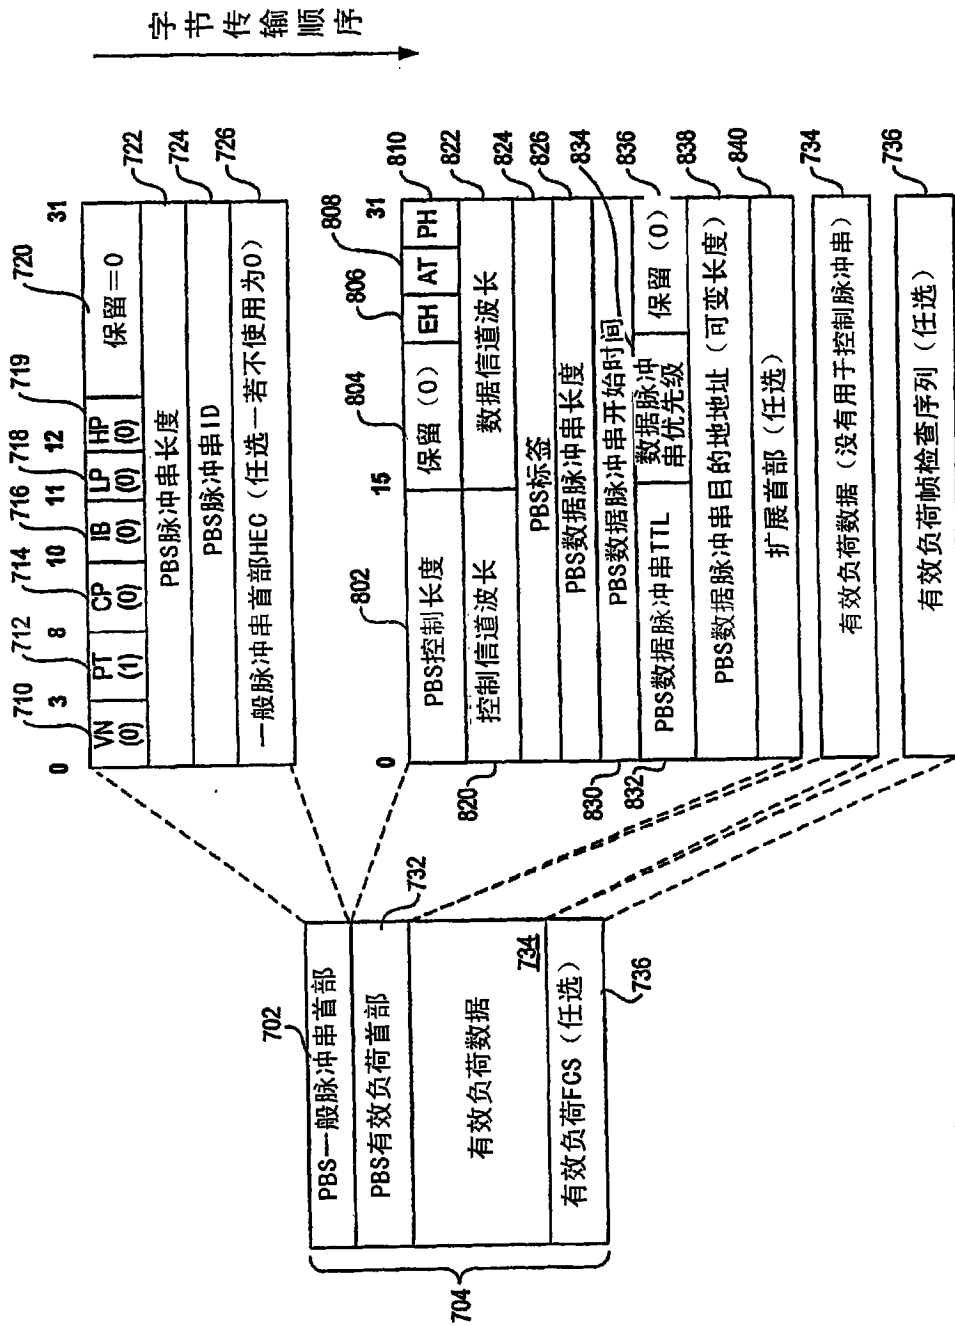 字节传输顺序
0 3 8 10 11 12 31
710 712 714 716 718 719 720
VN (0)
PT (1)
CP (0)
IB (0)
LP (0)
HP (0)
保留=0
PBS脉冲串长度
722
PBS脉冲串ID
724
一般脉冲串首部HEC（任选一若不使用为0）
726
0 15 31
802 804 806 808
PBS控制长度
保留（0）
EH
AT
PH
810
820
控制信道波长
数据信道波长
822
PBS标签
824
PBS数据脉冲串长度
826
830
PBS数据脉冲串开始时间
834
832
PBS数据脉冲串TTL
数据脉冲串优先级
保留（0）
836
PBS数据脉冲串目的地地址（可变长度）
838
扩展首部（任选）
840
有效负荷数据（没有用于控制脉冲串）
734
有效负荷帧检查序列（任选）
736
702
PBS一般脉冲串首部
PBS有效负荷首部
732
有效负荷数据
734
有效负荷FCS（任选）
736
704